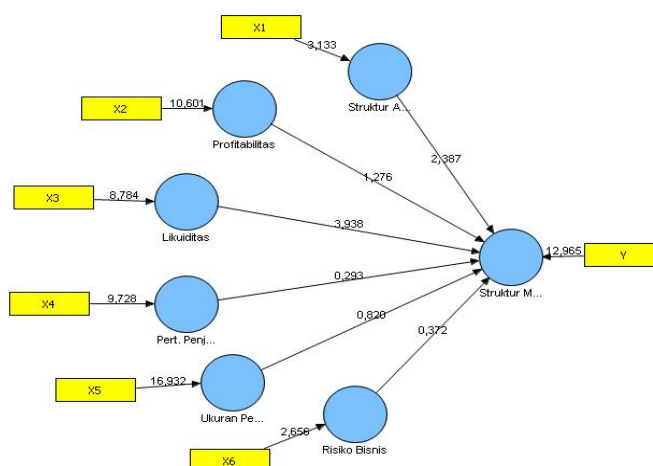 X1
3,133
Struktur A...
X2
10,601
Profitabilitas
2,387
1,276
X3
8,784
Likuiditas
3,938
12,965
Y
Struktur M...
X4
9,728
Pert. Penj...
0,293
0,820
0,372
X5
16,932
Ukuran Pe...
X6
2,656
Risiko Bisnis